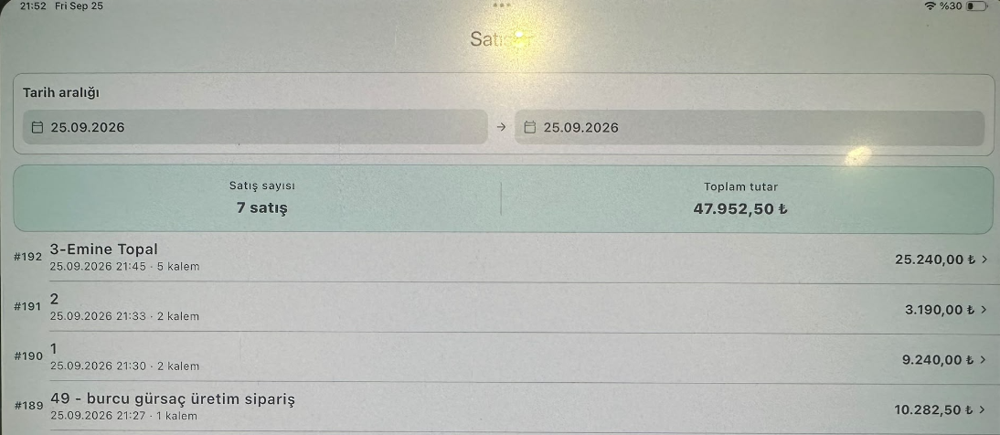 21:52 Fri Sep 25
%30
Tarih aralığı
25.09.2026 → 25.09.2026
Satış sayısı
7 satış
Toplam tutar
47.952,50 ₺
#192
3-Emine Topal
25.09.2026 21:45 · 5 kalem
25.240,00 ₺
#191
2
25.09.2026 21:33 · 2 kalem
3.190,00 ₺
#190
1
25.09.2026 21:30 · 2 kalem
9.240,00 ₺
#189
49 - burcu gürsaç üretim sipariş
25.09.2026 21:27 · 1 kalem
10.282,50 ₺